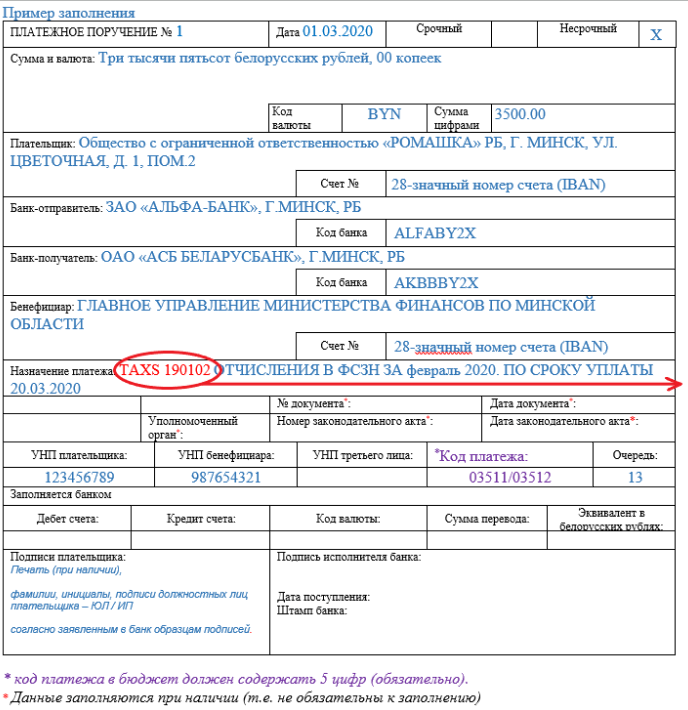 Пример заполнения
ПЛАТЕЖНОЕ ПОРУЧЕНИЕ № 1 Дата 01.03.2020 Срочный Несрочный X
Сумма и валюта: Три тысячи пятьсот белорусских рублей, 00 копеек
Код валюты BYN Сумма цифрами 3500.00
Плательщик: Общество с ограниченной ответственностью «РОМАШКА» РБ, Г. МИНСК, УЛ.
ЦВЕТОЧНАЯ, Д. 1, ПОМ.2
Счет № 28-значный номер счета (IBAN)
Банк-отправитель: ЗАО «АЛЬФА-БАНК», Г.МИНСК, РБ
Код банка ALFABY2X
Банк-получатель: ОАО «АСБ БЕЛАРУСБАНК», Г.МИНСК, РБ
Код банка AKBBBY2X
Бенефициар: ГЛАВНОЕ УПРАВЛЕНИЕ МИНИСТЕРСТВА ФИНАНСОВ ПО МИНСКОЙ
ОБЛАСТИ
Счет № 28-значный номер счета (IBAN)
Назначение платежа: TAXS 190102 ОТЧИСЛЕНИЯ В ФСЗН ЗА февраль 2020. ПО СРОКУ УПЛАТЫ
20.03.2020
№ документа*: Дата документа*:
Уполномоченный орган*: Номер законодательного акта*: Дата законодательного акта*:
УНП плательщика: УНП бенефициара: УНП третьего лица: *Код платежа: Очередь:
123456789 987654321 03511/03512 13
Заполняется банком
Дебет счета: Кредит счета: Код валюты: Сумма перевода: Эквивалент в белорусских рублях:
Подписи плательщика: Подпись исполнителя банка:
Печать (при наличии),
фамилии, инициалы, подписи должностных лиц
плательщика – ЮЛ / ИП
Дата поступления:
Штамп банка:
согласно заявленным в банк образцам подписей.
* код платежа в бюджет должен содержать 5 цифр (обязательно).
* Данные заполняются при наличии (т.е. не обязательны к заполнению)